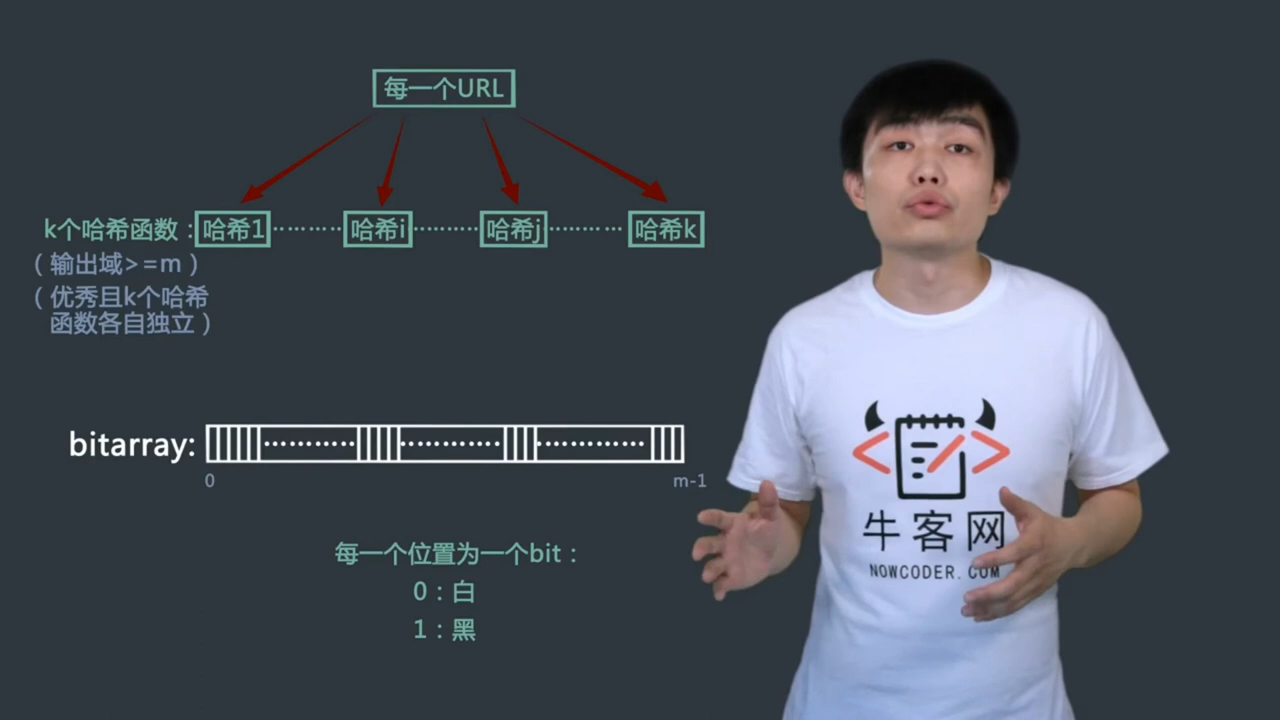 每一个URL
k个哈希函数：哈希1 ……… 哈希i ……… 哈希j ……… 哈希k
（输出域>=m）
（优秀且k个哈希
函数各自独立）
bitarray:
0 m-1
每一个位置为一个bit：
0：白
1：黑
牛客网
NOWCODER.COM